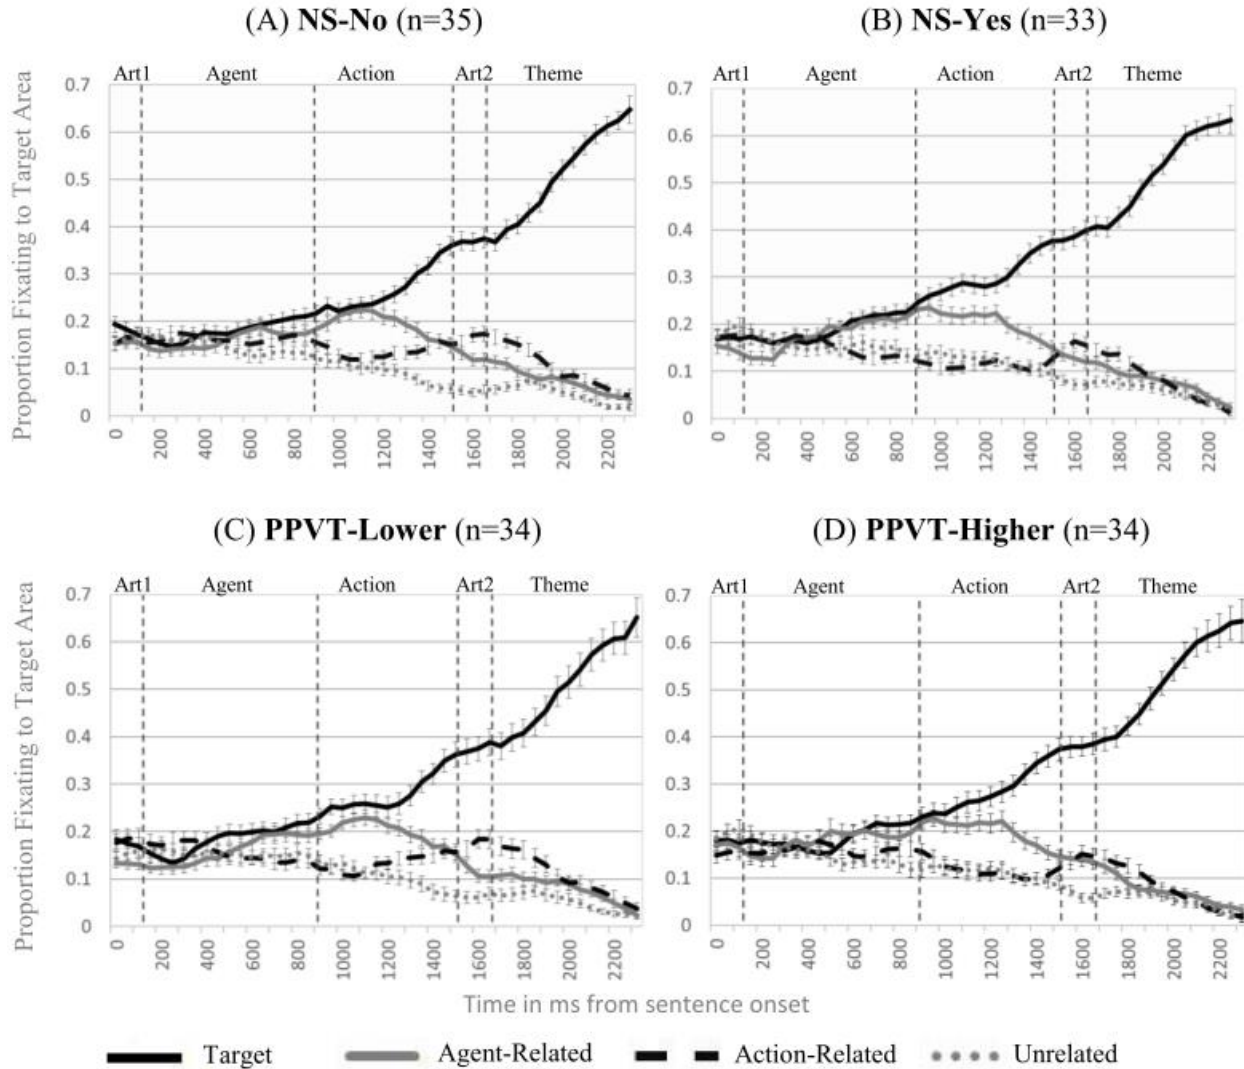 (A) NS-No (n=35)
Art1 Agent Action Art2 Theme
0.7
0.6
0.5
0.4
0.3
0.2
0.1
0
Proportion Fixating to Target Area
0 200 400 600 800 1000 1200 1400 1600 1800 2000 2200
(B) NS-Yes (n=33)
Art1 Agent Action Art2 Theme
0.7
0.6
0.5
0.4
0.3
0.2
0.1
0
0 200 400 600 800 1000 1200 1400 1600 1800 2000 2200
(C) PPVT-Lower (n=34)
Art1 Agent Action Art2 Theme
0.7
0.6
0.5
0.4
0.3
0.2
0.1
0
Proportion Fixating to Target Area
0 200 400 600 800 1000 1200 1400 1600 1800 2000 2200
(D) PPVT-Higher (n=34)
Art1 Agent Action Art2 Theme
0.7
0.6
0.5
0.4
0.3
0.2
0.1
0
0 200 400 600 800 1000 1200 1400 1600 1800 2000 2200
Time in ms from sentence onset
Target Agent-Related Action-Related Unrelated